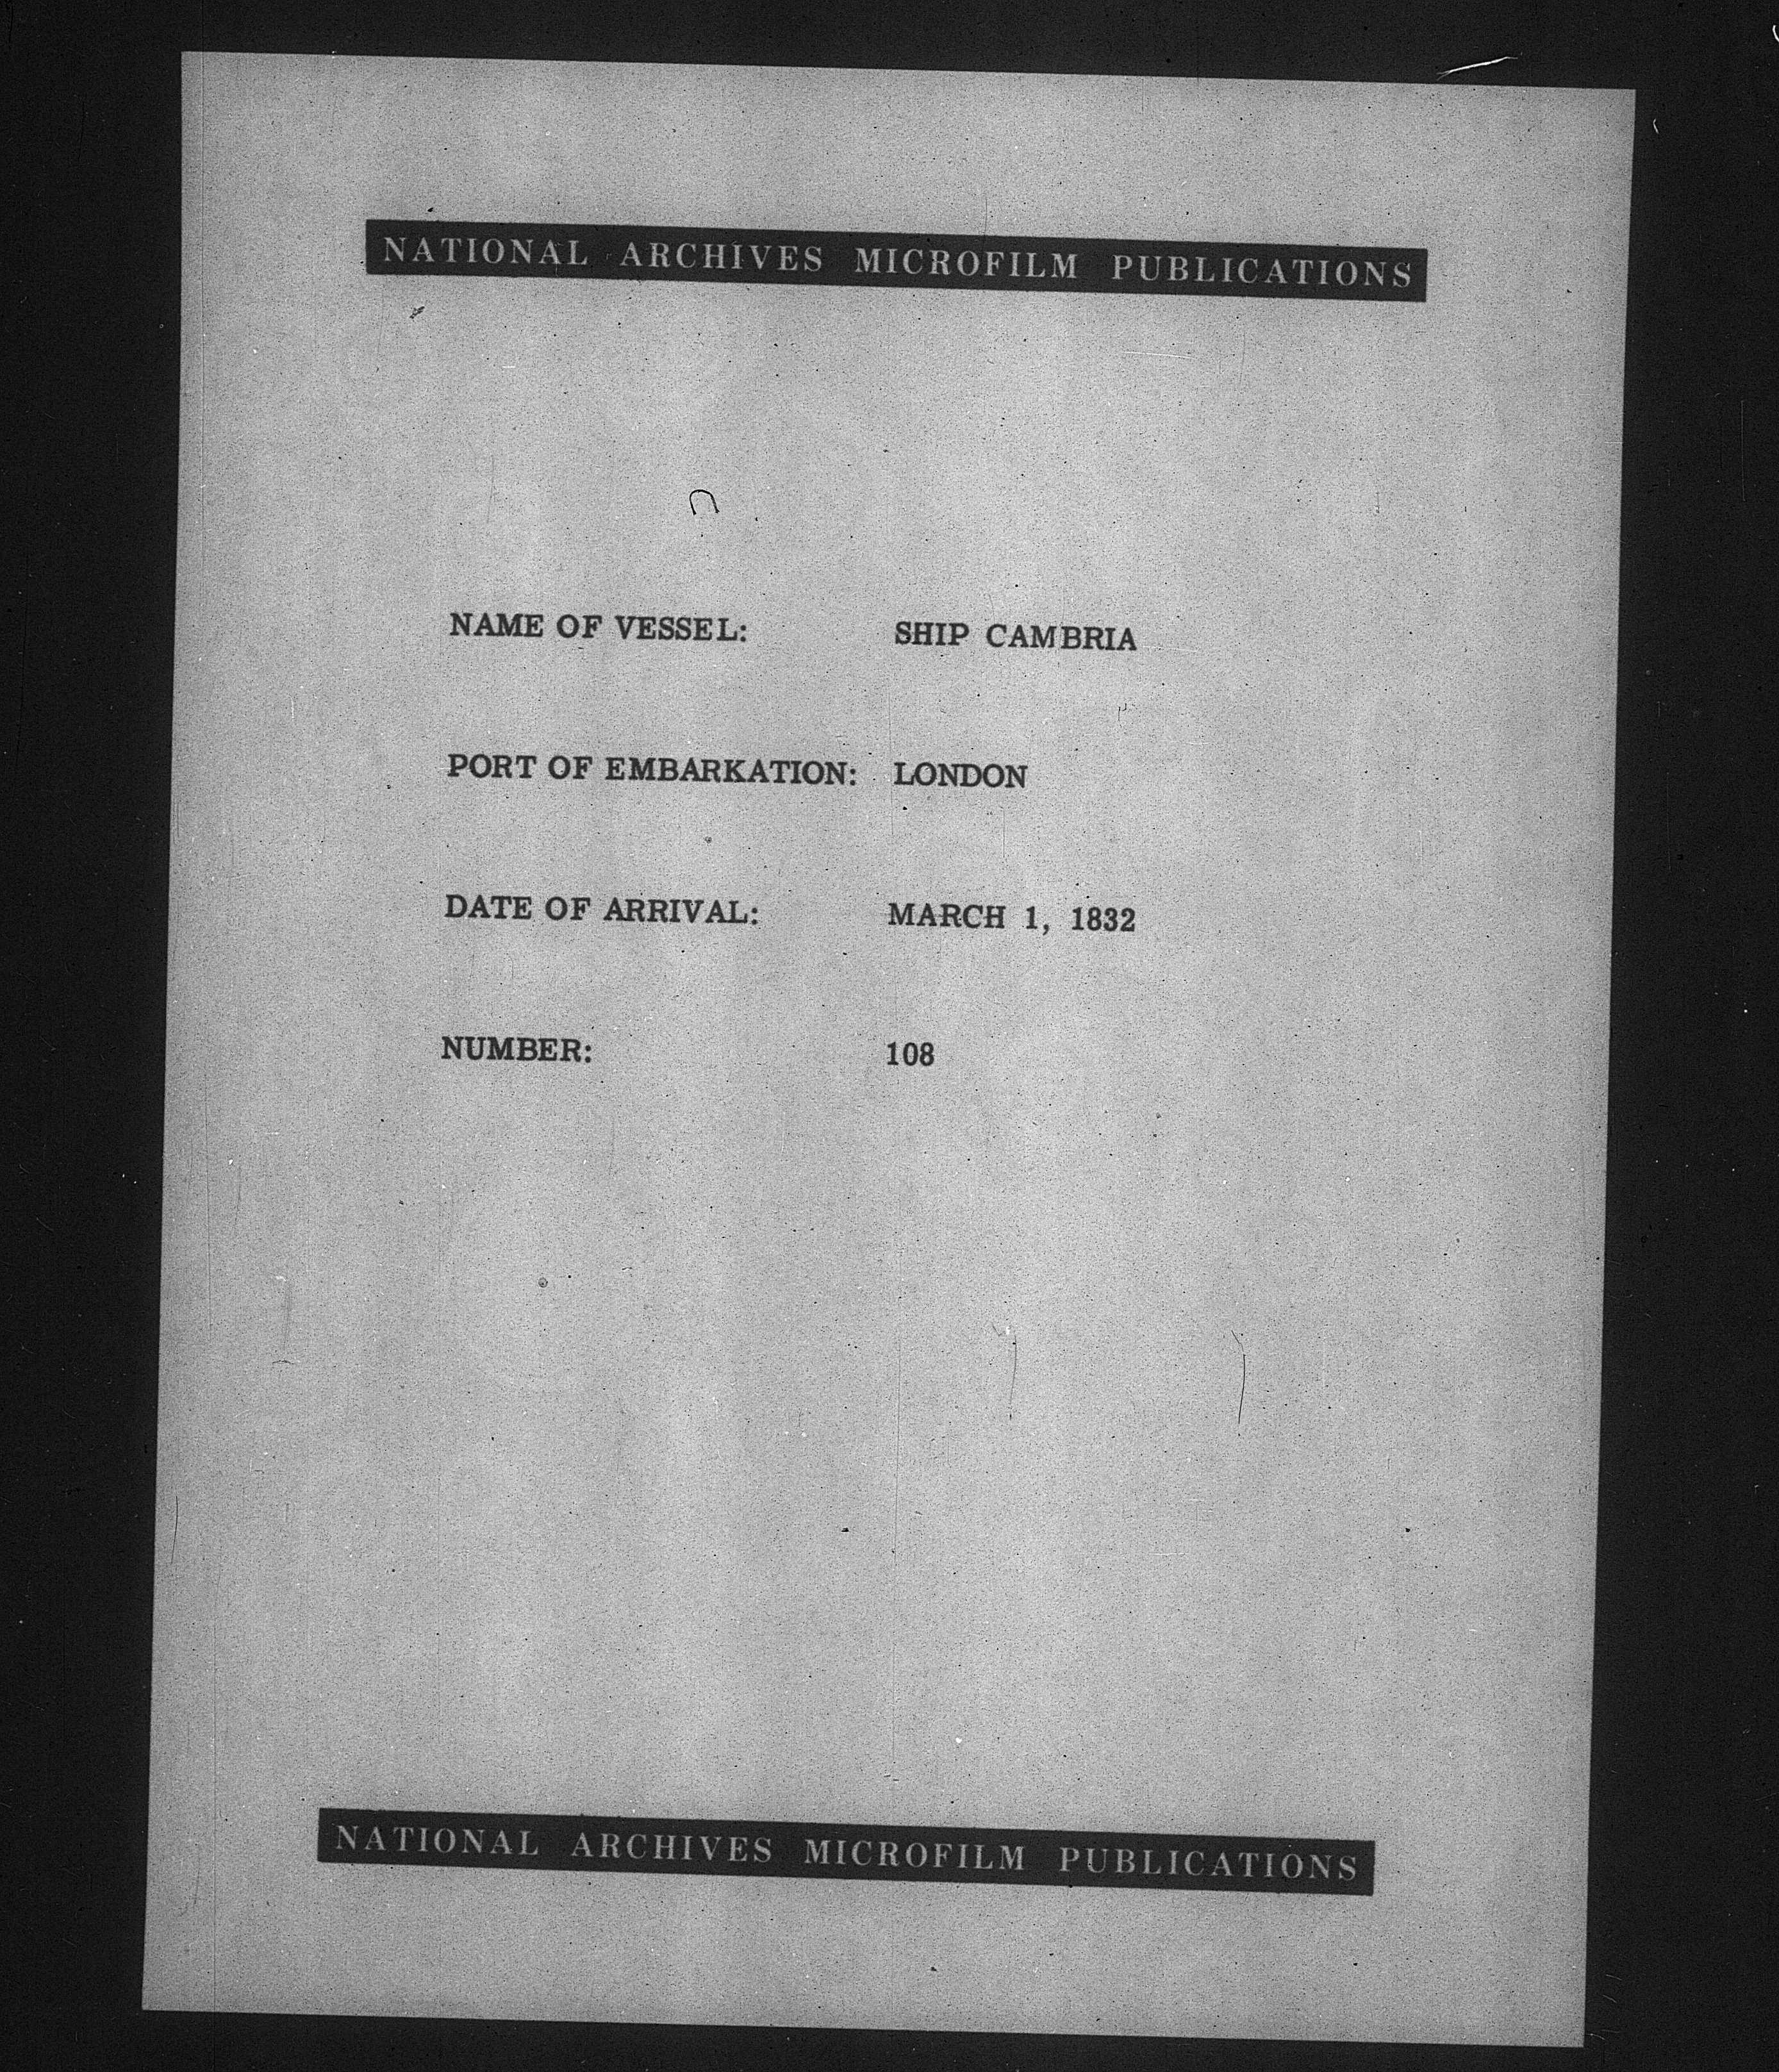 NATIONAL ARCHIVES MICROFILM PUBLICATIONS
NAME OF VESSEL: SHIP CAMBRIA
PORT OF EMBARKATION: LONDON
DATE OF ARRIVAL: MARCH 1, 1832
NUMBER: 108
NATIONAL ARCHIVES MICROFILM PUBLICATIONS